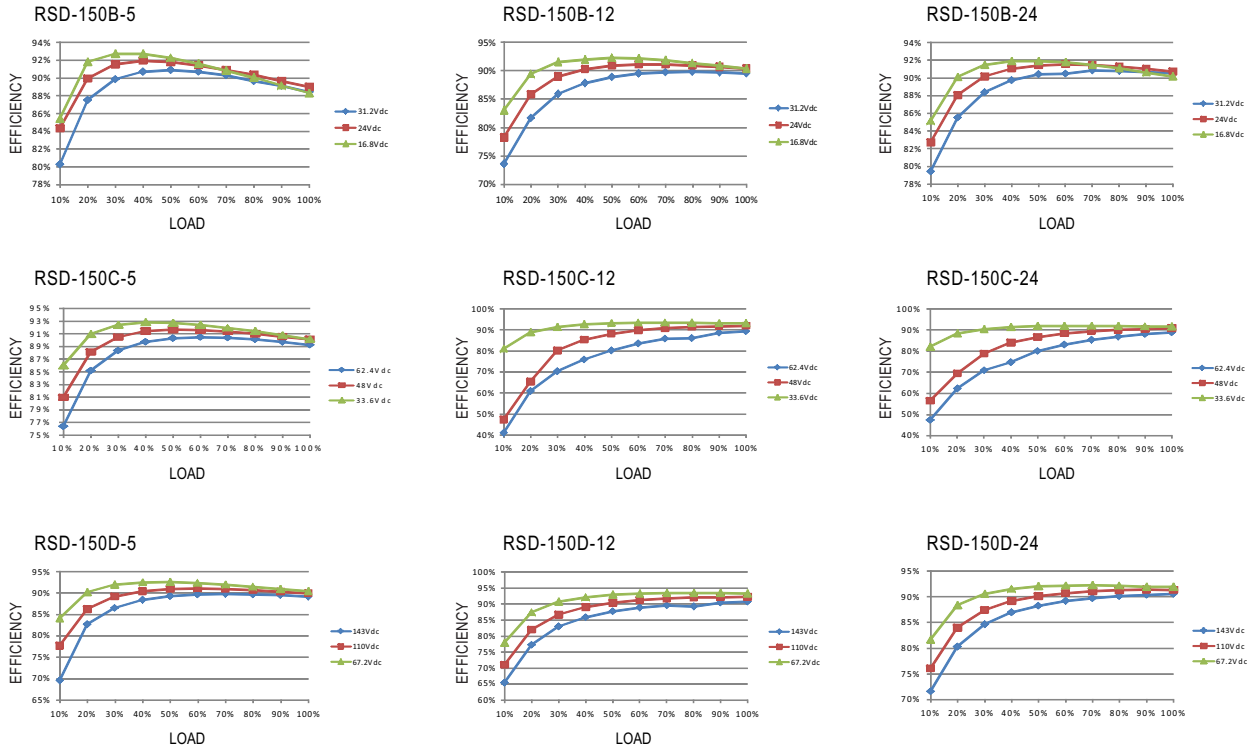 RSD-150B-5
EFFICIENCY
94%
92%
90%
88%
86%
84%
82%
80%
78%
10% 20% 30% 40% 50% 60% 70% 80% 90% 100%
LOAD
31.2Vdc
24Vdc
16.8Vdc
RSD-150B-12
EFFICIENCY
95%
90%
85%
80%
75%
70%
10% 20% 30% 40% 50% 60% 70% 80% 90% 100%
LOAD
31.2Vdc
24Vdc
16.8Vdc
RSD-150B-24
EFFICIENCY
94%
92%
90%
88%
86%
84%
82%
80%
78%
10% 20% 30% 40% 50% 60% 70% 80% 90% 100%
LOAD
31.2Vdc
24Vdc
16.8Vdc
RSD-150C-5
EFFICIENCY
95%
93%
91%
89%
87%
85%
83%
81%
79%
77%
75%
10% 20% 30% 40% 50% 60% 70% 80% 90% 100%
LOAD
62.4Vdc
48Vdc
33.6Vdc
RSD-150C-12
EFFICIENCY
100%
90%
80%
70%
60%
50%
40%
10% 20% 30% 40% 50% 60% 70% 80% 90% 100%
LOAD
62.4Vdc
48Vdc
33.6Vdc
RSD-150C-24
EFFICIENCY
100%
90%
80%
70%
60%
50%
40%
10% 20% 30% 40% 50% 60% 70% 80% 90% 100%
LOAD
62.4Vdc
48Vdc
33.6Vdc
RSD-150D-5
EFFICIENCY
95%
90%
85%
80%
75%
70%
65%
10% 20% 30% 40% 50% 60% 70% 80% 90% 100%
LOAD
143Vdc
110Vdc
67.2Vdc
RSD-150D-12
EFFICIENCY
100%
95%
90%
85%
80%
75%
70%
65%
60%
10% 20% 30% 40% 50% 60% 70% 80% 90% 100%
LOAD
143Vdc
110Vdc
67.2Vdc
RSD-150D-24
EFFICIENCY
95%
90%
85%
80%
75%
70%
10% 20% 30% 40% 50% 60% 70% 80% 90% 100%
LOAD
143Vdc
110Vdc
67.2Vdc